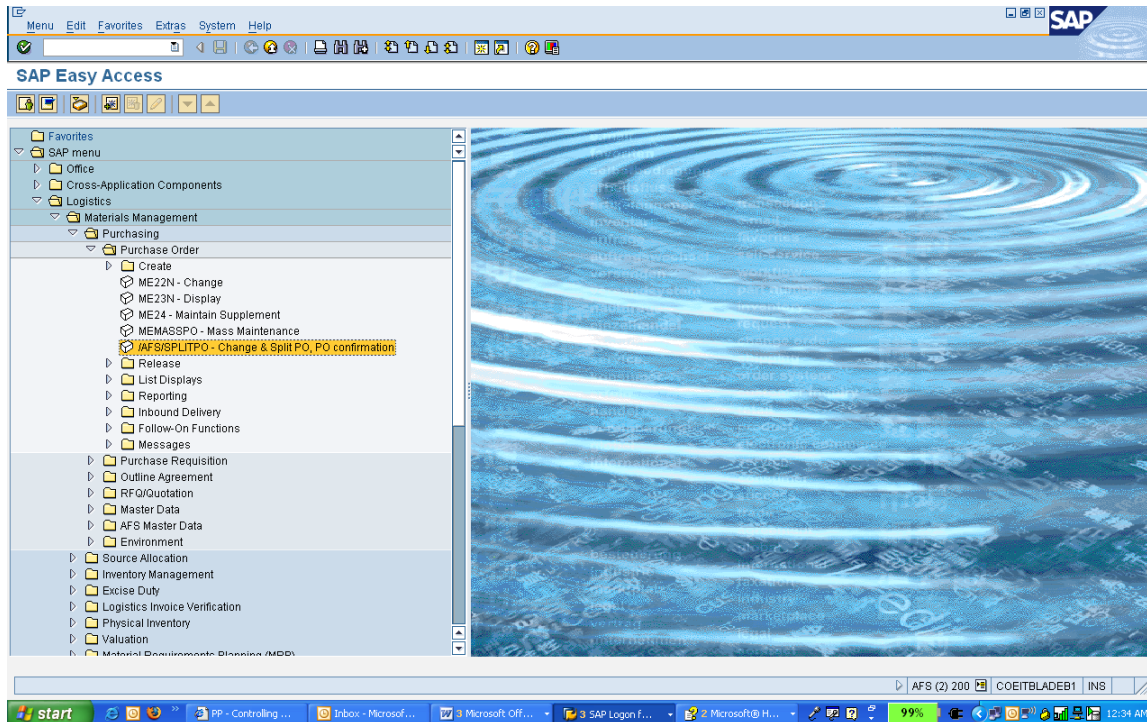 Menu Edit Favorites Extras System Help
SAP
SAP Easy Access
Favorites
SAP menu
Office
Cross-Application Components
Logistics
Materials Management
Purchasing
Purchase Order
Create
ME22N - Change
ME23N - Display
ME24 - Maintain Supplement
MEMASSPO - Mass Maintenance
/AFS/SPLITPO - Change & Split PO, PO confirmation
Release
List Displays
Reporting
Inbound Delivery
Follow-On Functions
Messages
Purchase Requisition
Outline Agreement
RFQ/Quotation
Master Data
AFS Master Data
Environment
Source Allocation
Inventory Management
Excise Duty
Logistics Invoice Verification
Physical Inventory
Valuation
Material Requirements Planning (MRP)
AFS (2) 200 COEITBLADEB1 INS
start PP - Controlling ... Inbox - Microsof... 3 Microsoft Off... 3 SAP Logon f... 2 Microsoft® H... 99% 12:34 A